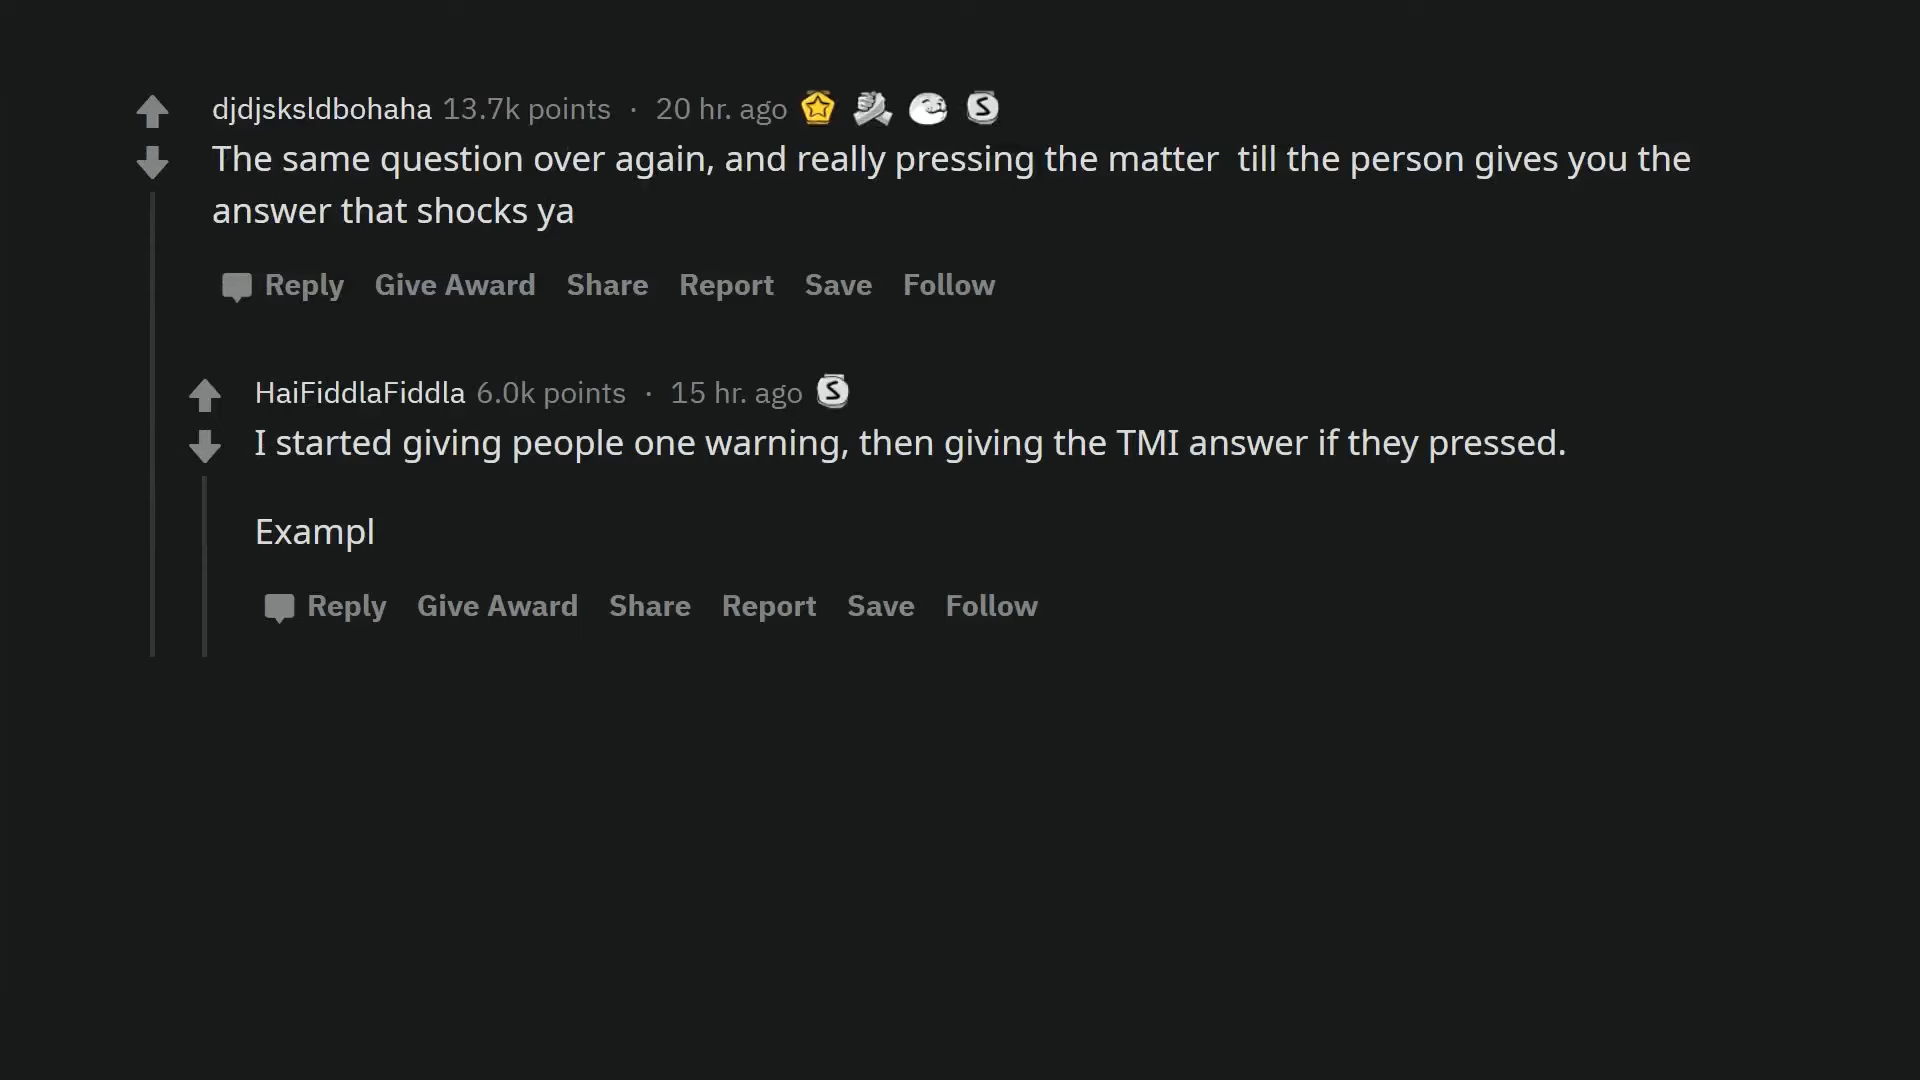 djdjsksldbohaha 13.7k points · 20 hr. ago
The same question over again, and really pressing the matter  till the person gives you the
answer that shocks ya
Reply Give Award Share Report Save Follow
HaiFiddlaFiddla 6.0k points · 15 hr. ago
I started giving people one warning, then giving the TMI answer if they pressed.
Exampl
Reply Give Award Share Report Save Follow